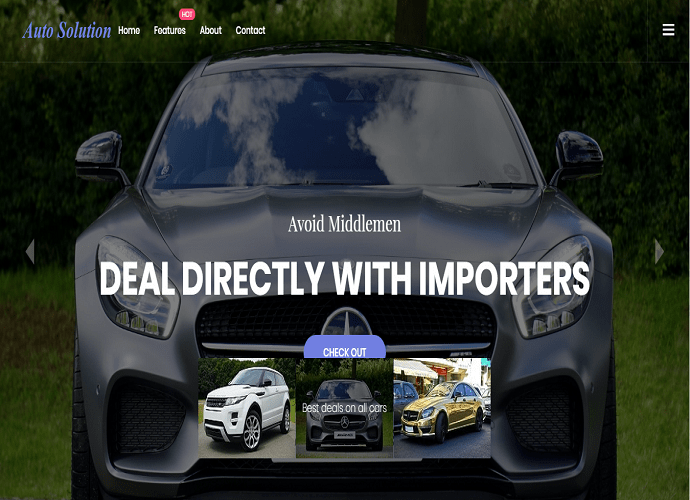 HOT
Auto Solution Home Features About Contact
Avoid Middlemen
DEAL DIRECTLY WITH IMPORTERS
CHECK OUT
Best deals on all cars